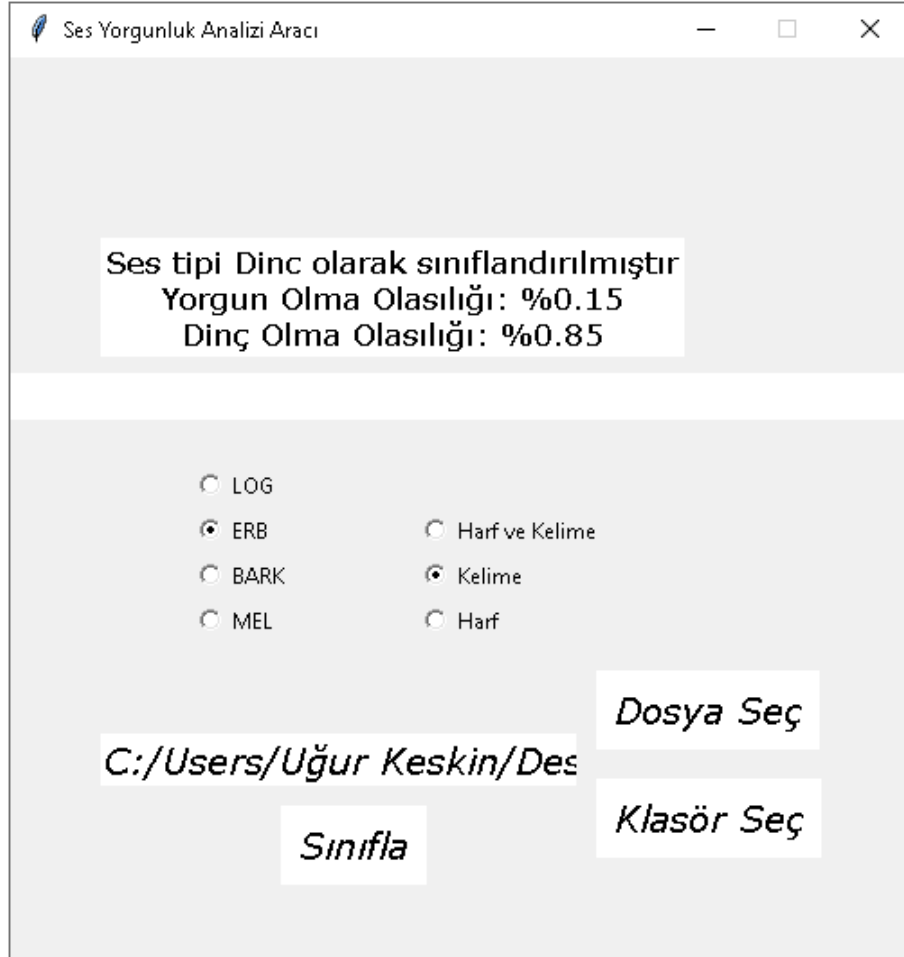 Ses Yorgunluk Analizi Aracı
Ses tipi Dinc olarak sınıflandırılmıştır
Yorgun Olma Olasılığı: %0.15
Dinç Olma Olasılığı: %0.85
LOG
ERB
Harf ve Kelime
BARK
Kelime
MEL
Harf
Dosya Seç
C:/Users/Uğur Keskin/Des
Klasör Seç
Sınıfla